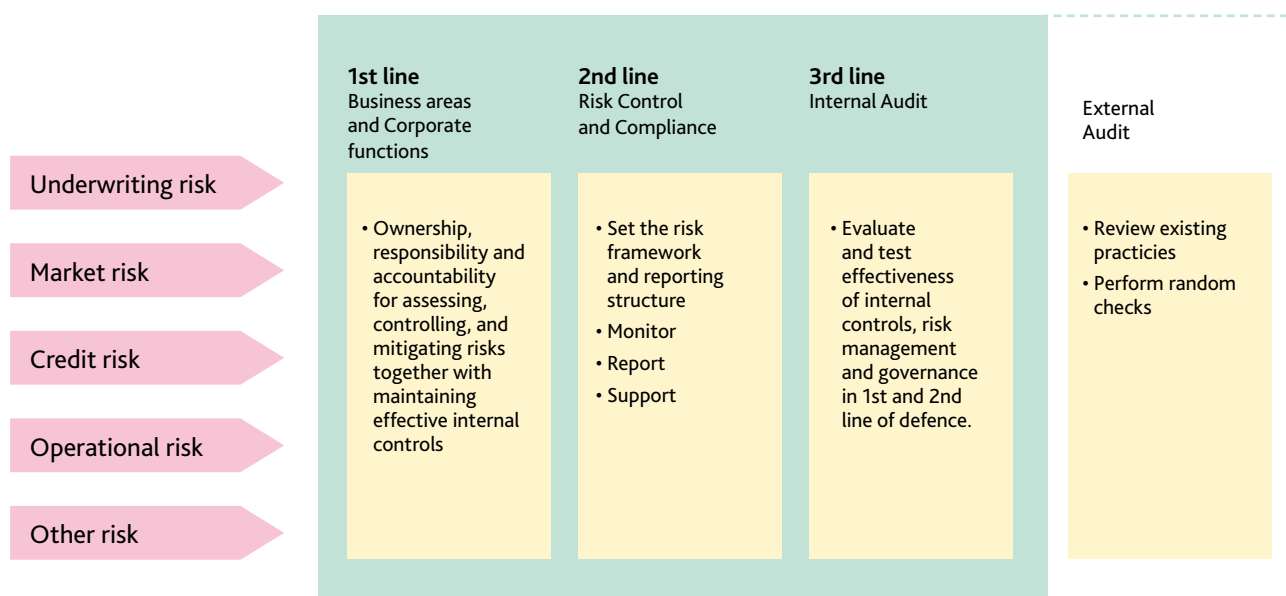 Underwriting risk
Market risk
Credit risk
Operational risk
Other risk
1st line
Business areas
and Corporate
functions
• Ownership,
responsibility and
accountability
for assessing,
controlling, and
mitigating risks
together with
maintaining
effective internal
controls
2nd line
Risk Control
and Compliance
• Set the risk
framework
and reporting
structure
• Monitor
• Report
• Support
3rd line
Internal Audit
• Evaluate
and test
effectiveness
of internal
controls, risk
management
and governance
in 1st and 2nd
line of defence.
External
Audit
• Review existing
practicies
• Perform random
checks